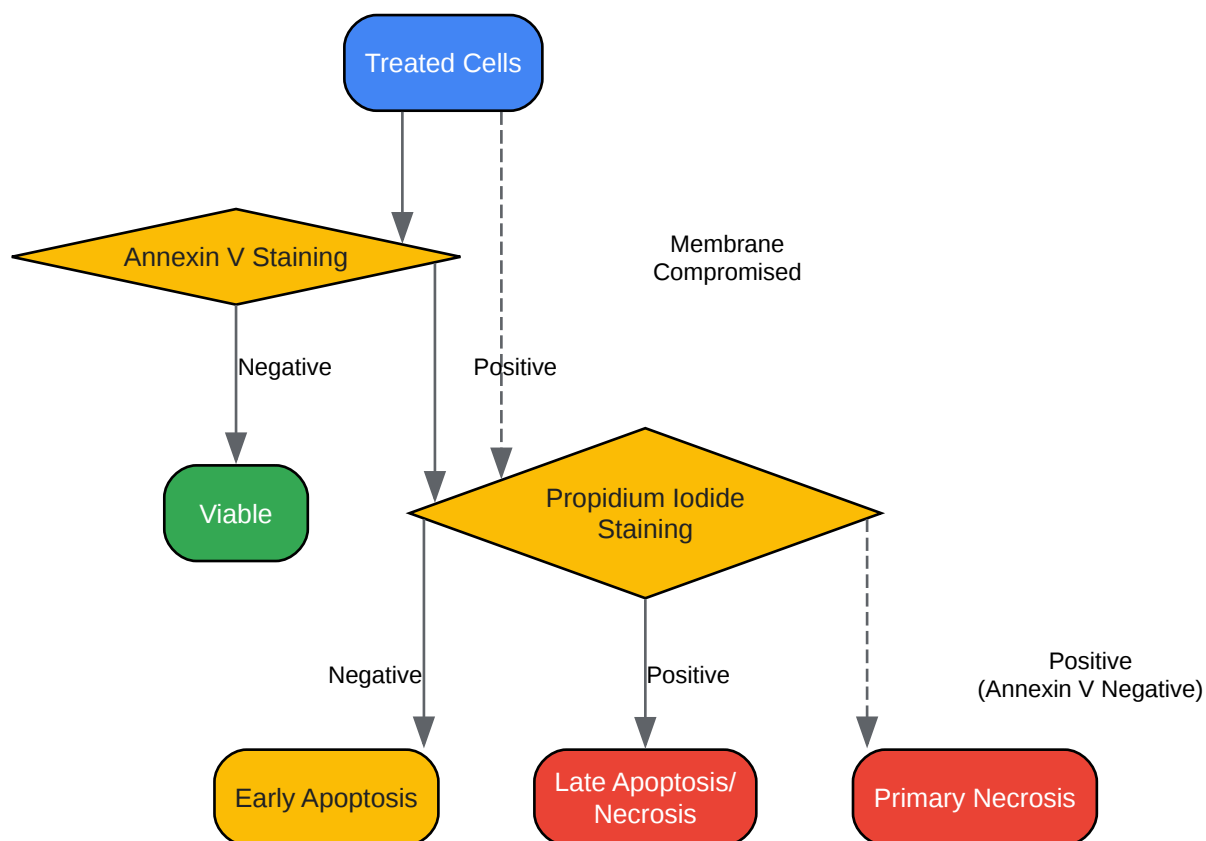 Treated Cells
Annexin V Staining
Membrane
Compromised
Negative
Positive
Viable
Propidium Iodide
Staining
Negative
Positive
Positive
(Annexin V Negative)
Early Apoptosis
Late Apoptosis/
Necrosis
Primary Necrosis